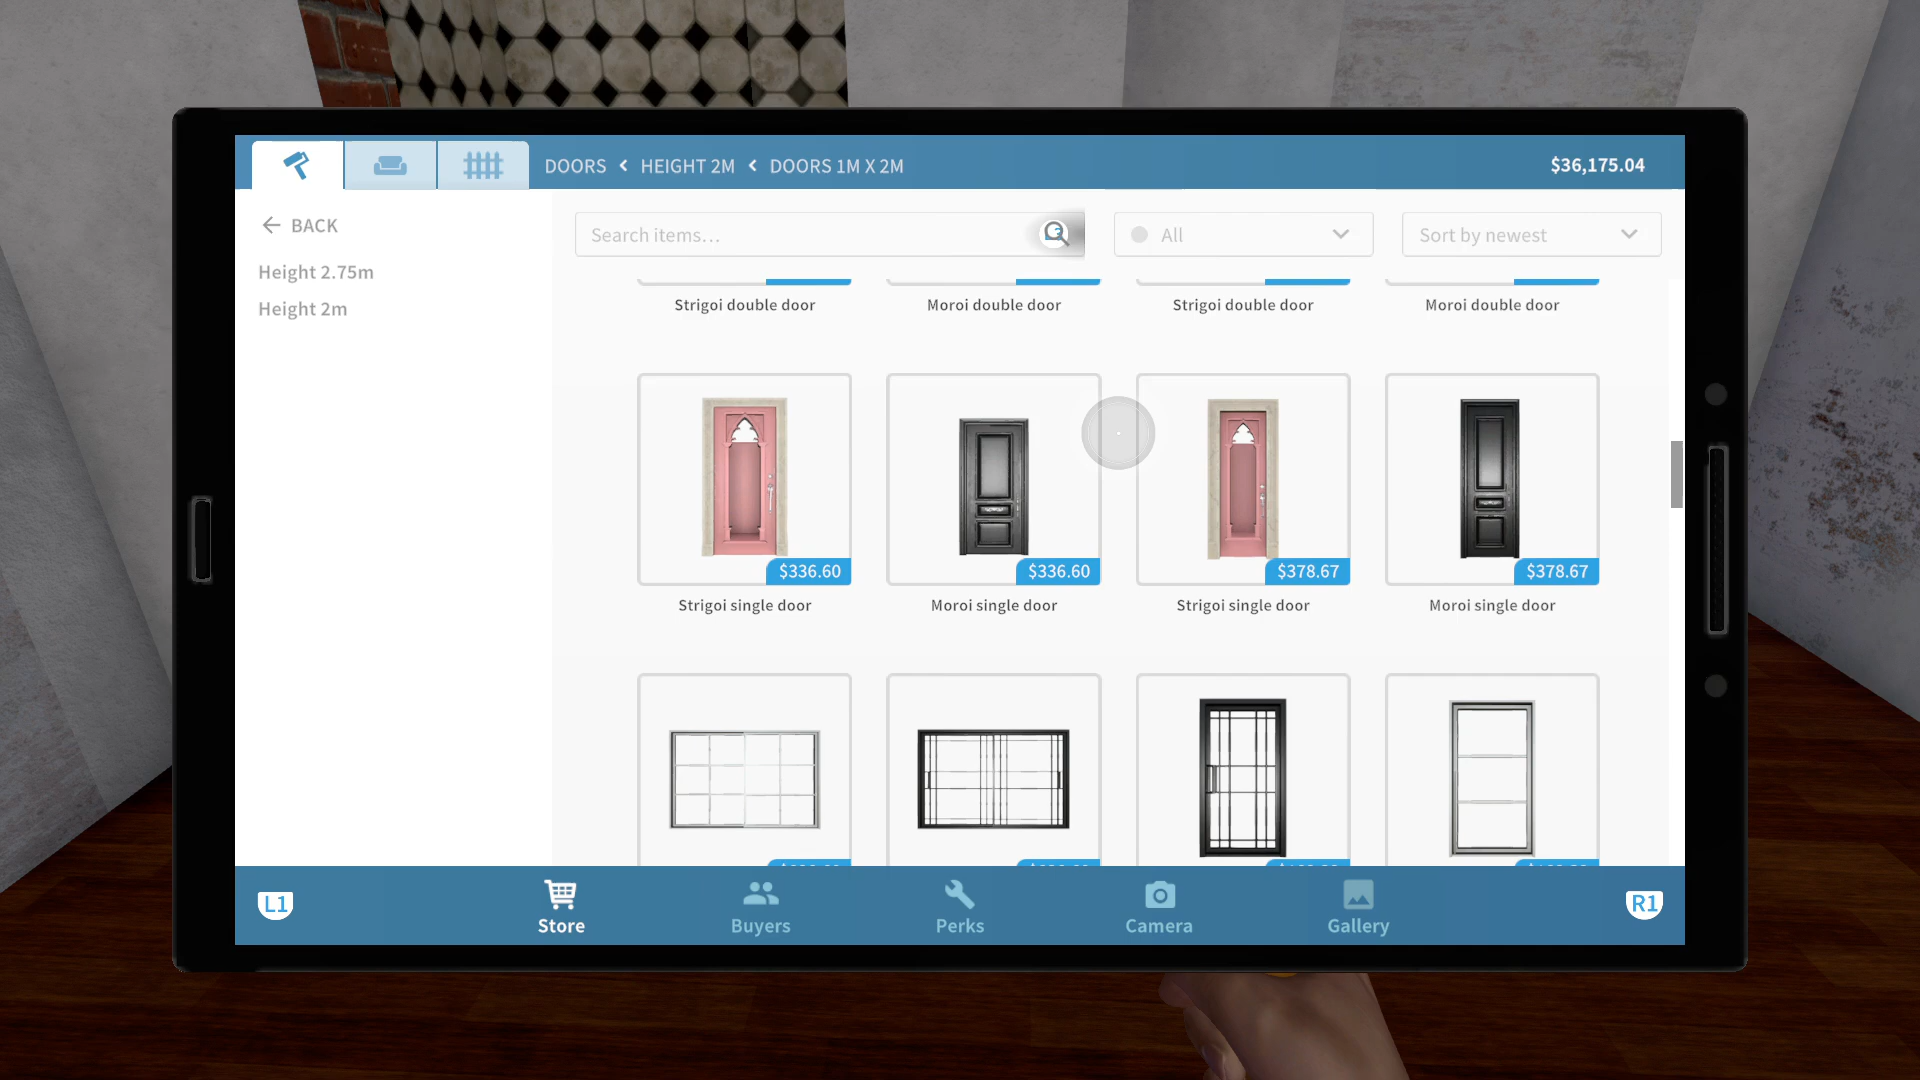 DOORS < HEIGHT 2M < DOORS 1M X 2M
$36,175.04
BACK
Height 2.75m
Height 2m
Search items...
All
Sort by newest
Strigoi double door
Moroi double door
Strigoi double door
Moroi double door
$336.60
$336.60
$378.67
$378.67
Strigoi single door
Moroi single door
Strigoi single door
Moroi single door
L1
Store
Buyers
Perks
Camera
Gallery
R1